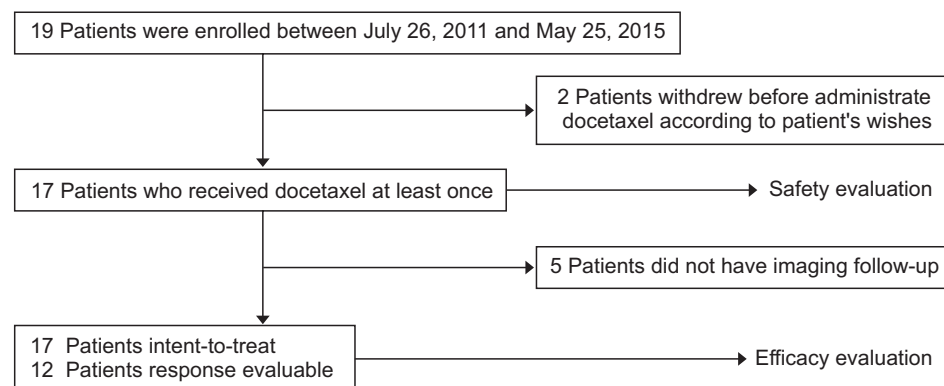 19 Patients were enrolled between July 26, 2011 and May 25, 2015
2 Patients withdrew before administrate
docetaxel according to patient's wishes
17 Patients who received docetaxel at least once
Safety evaluation
5 Patients did not have imaging follow-up
17 Patients intent-to-treat
12 Patients response evaluable
Efficacy evaluation